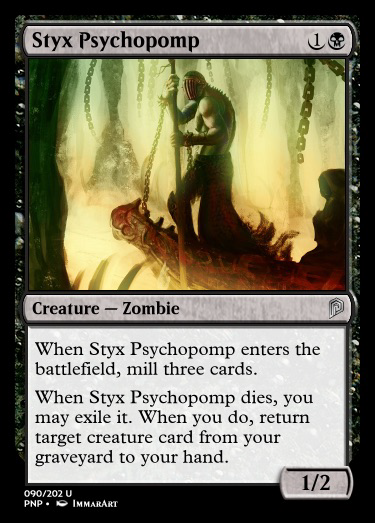 Styx Psychopomp
1
Creature — Zombie
When Styx Psychopomp enters the
battlefield, mill three cards.
When Styx Psychopomp dies, you
may exile it. When you do, return
target creature card from your
graveyard to your hand.
1/2
090/202 U
PNP • ImmarArt